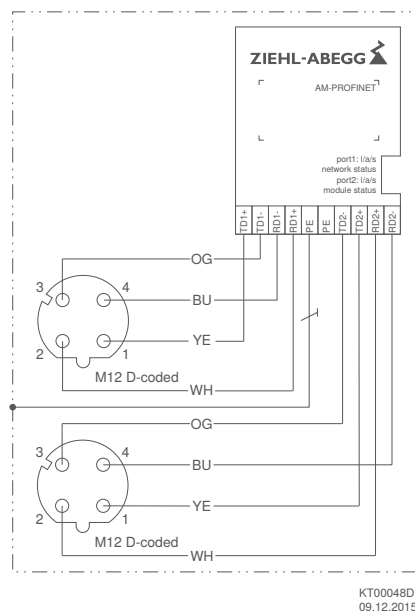 ZIEHL-ABEGG
AM-PROFINET
port1: l/a/s
network status
port2: l/a/s
module status
TD1+
TD1-
RD1-
RD1+
PE
PE
TD2-
TD2+
RD2+
RD2-
OG
3
4
BU
YE
2
1
M12 D-coded
WH
OG
3
4
BU
YE
2
1
M12 D-coded
WH
KT00048D
09.12.2015